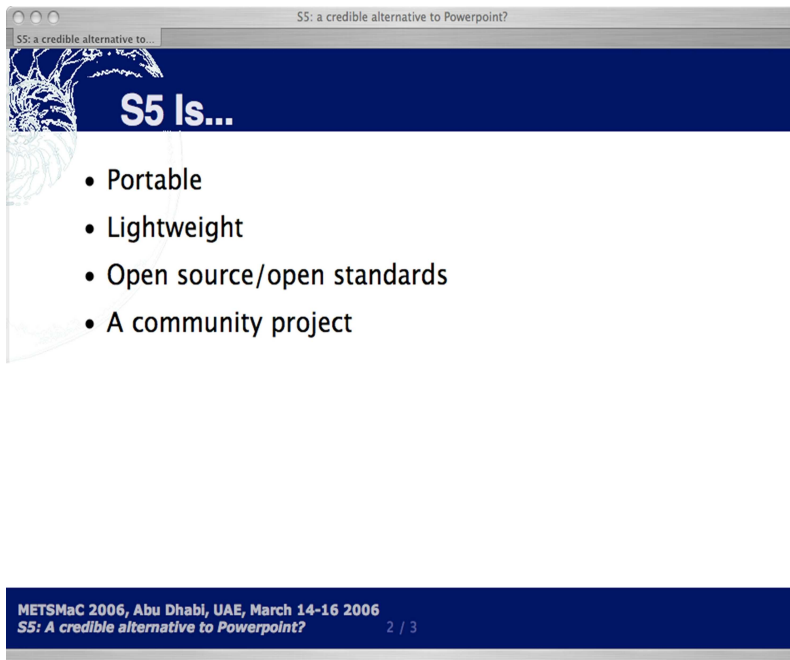 S5: a credible alternative to Powerpoint?
S5: a credible alternative to...
S5 Is...
• Portable
• Lightweight
• Open source/open standards
• A community project
METSMaC 2006, Abu Dhabi, UAE, March 14-16 2006
S5: A credible alternative to Powerpoint? 2 / 3